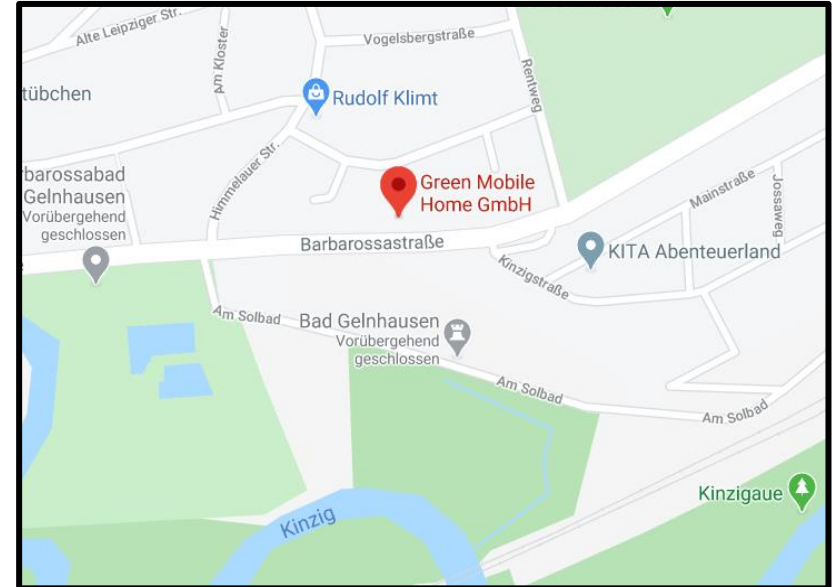 Alte Leipziger Str.
Am Kloster
Vogelsbergstraße
Rentweg
tübchen
Rudolf Klimt
Himmelauer Str.
rbarossabad
Gelnhausen
Vorübergehend
geschlossen
Green Mobile
Home GmbH
Mainstraße
Jossaweg
Barbarossastraße
KITA Abenteuerland
Kinzigstraße
Am Solbad
Bad Gelnhausen
Vorübergehend
geschlossen
Am Solbad
Am Solbad
Kinzigaue
Kinzig